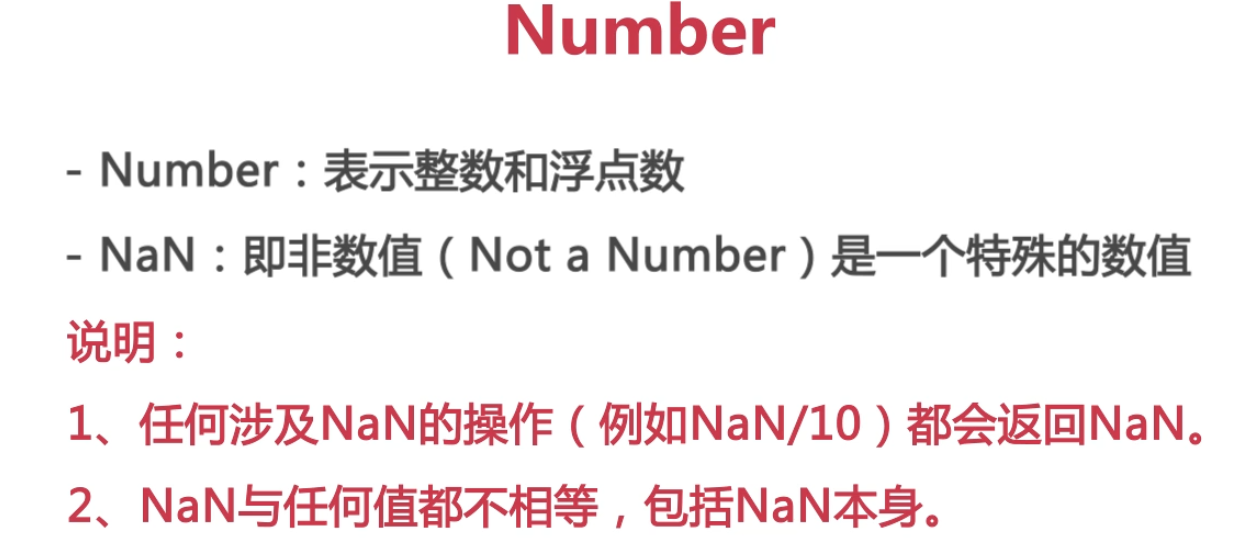 Number
- Number：表示整数和浮点数
- NaN：即非数值（Not a Number）是一个特殊的数值
说明：
1、任何涉及NaN的操作（例如NaN/10）都会返回NaN。
2、NaN与任何值都不相等，包括NaN本身。